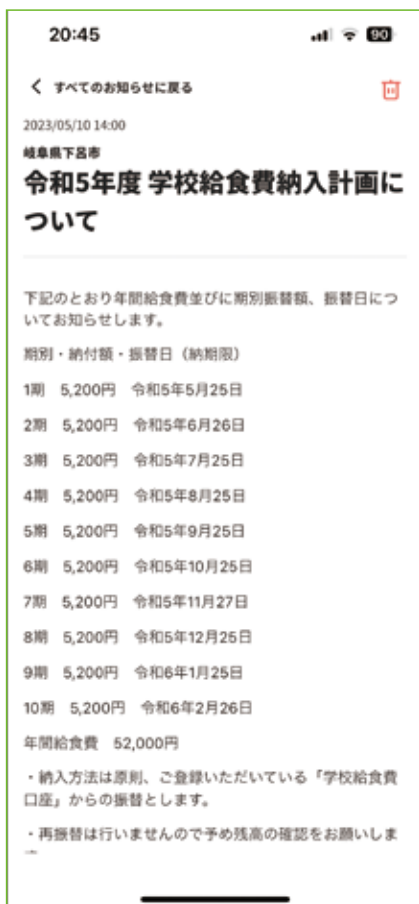 20:45
90
すべてのお知らせに戻る
2023/05/10 14:00
岐阜県下呂市
令和5年度 学校給食費納入計画に
ついて
下記のとおり年間給食費並びに期別振替額、振替日につ
いてお知らせします。
期別・納付額・振替日（納期限）
1期　5,200円　令和5年5月25日
2期　5,200円　令和5年6月26日
3期　5,200円　令和5年7月25日
4期　5,200円　令和5年8月25日
5期　5,200円　令和5年9月25日
6期　5,200円　令和5年10月25日
7期　5,200円　令和5年11月27日
8期　5,200円　令和5年12月25日
9期　5,200円　令和6年1月25日
10期　5,200円　令和6年2月26日
年間給食費　52,000円
・納入方法は原則、ご登録いただいている「学校給食費
口座」からの振替とします。
・再振替は行いませんので予め残高の確認をお願いしま